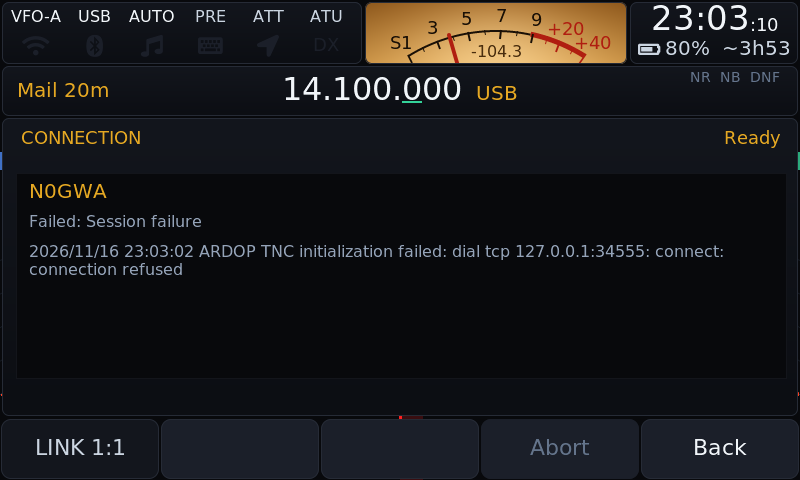 VFO-A USB AUTO PRE ATT ATU
DX
S1 3 5 7 9 +20 +40
-104.3
23:03:10
80% ~3h53
Mail 20m 14.100.000 USB NR NB DNF
CONNECTION Ready
N0GWA
Failed: Session failure
2026/11/16 23:03:02 ARDOP TNC initialization failed: dial tcp 127.0.0.1:34555: connect:
connection refused
LINK 1:1 Abort Back